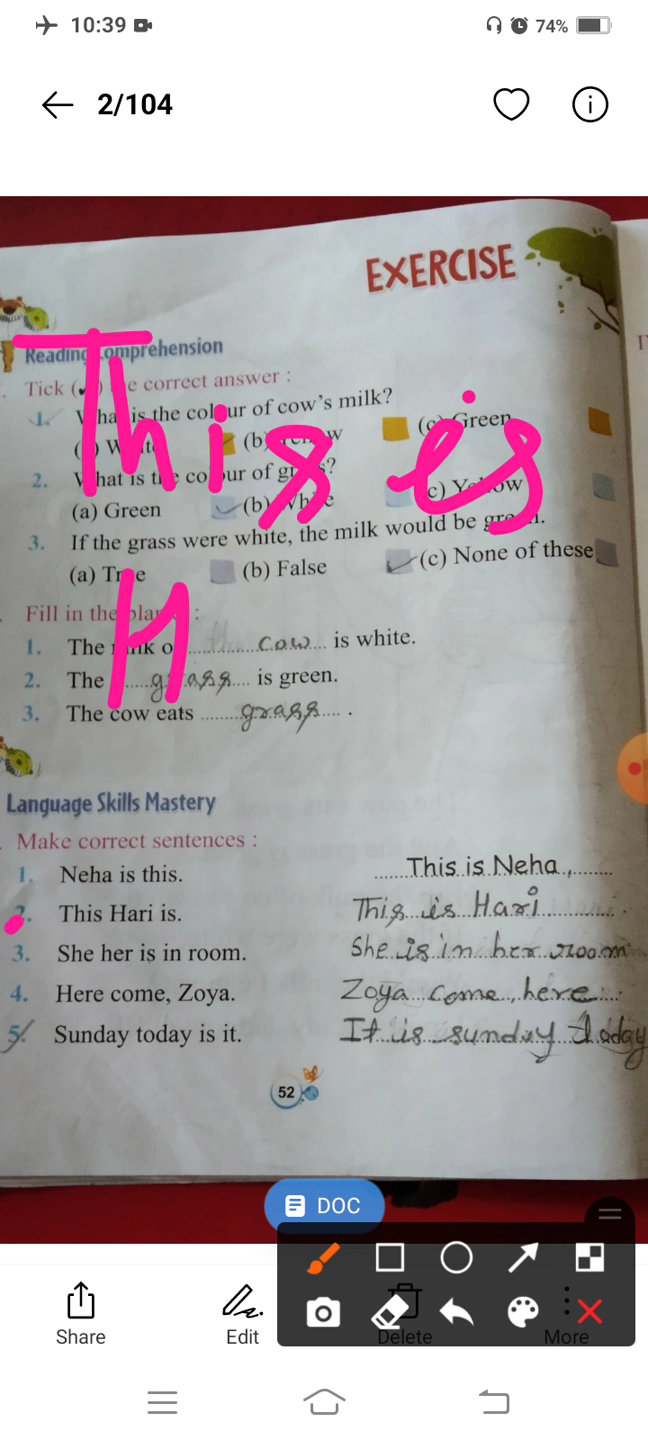 10:39 74%
2/104
EXERCISE
Reading Comprehension
Tick (✓) the correct answer :
1. What is the colour of cow's milk?
(a) White (b) Yellow (c) Green
2. What is the colour of grass?
(a) Green (b) White (c) Yellow
3. If the grass were white, the milk would be green.
(a) True (b) False (c) None of these
This is
H
Fill in the blanks :
1. The milk of the cow is white.
2. The grass is green.
3. The cow eats grass.
Language Skills Mastery
Make correct sentences :
1. Neha is this. This is Neha,
2. This Hari is. This is Hari
3. She her is in room. She is in her room
4. Here come, Zoya. Zoya come, here
5. Sunday today is it. It is sunday today
52
DOC
Share Edit Delete More